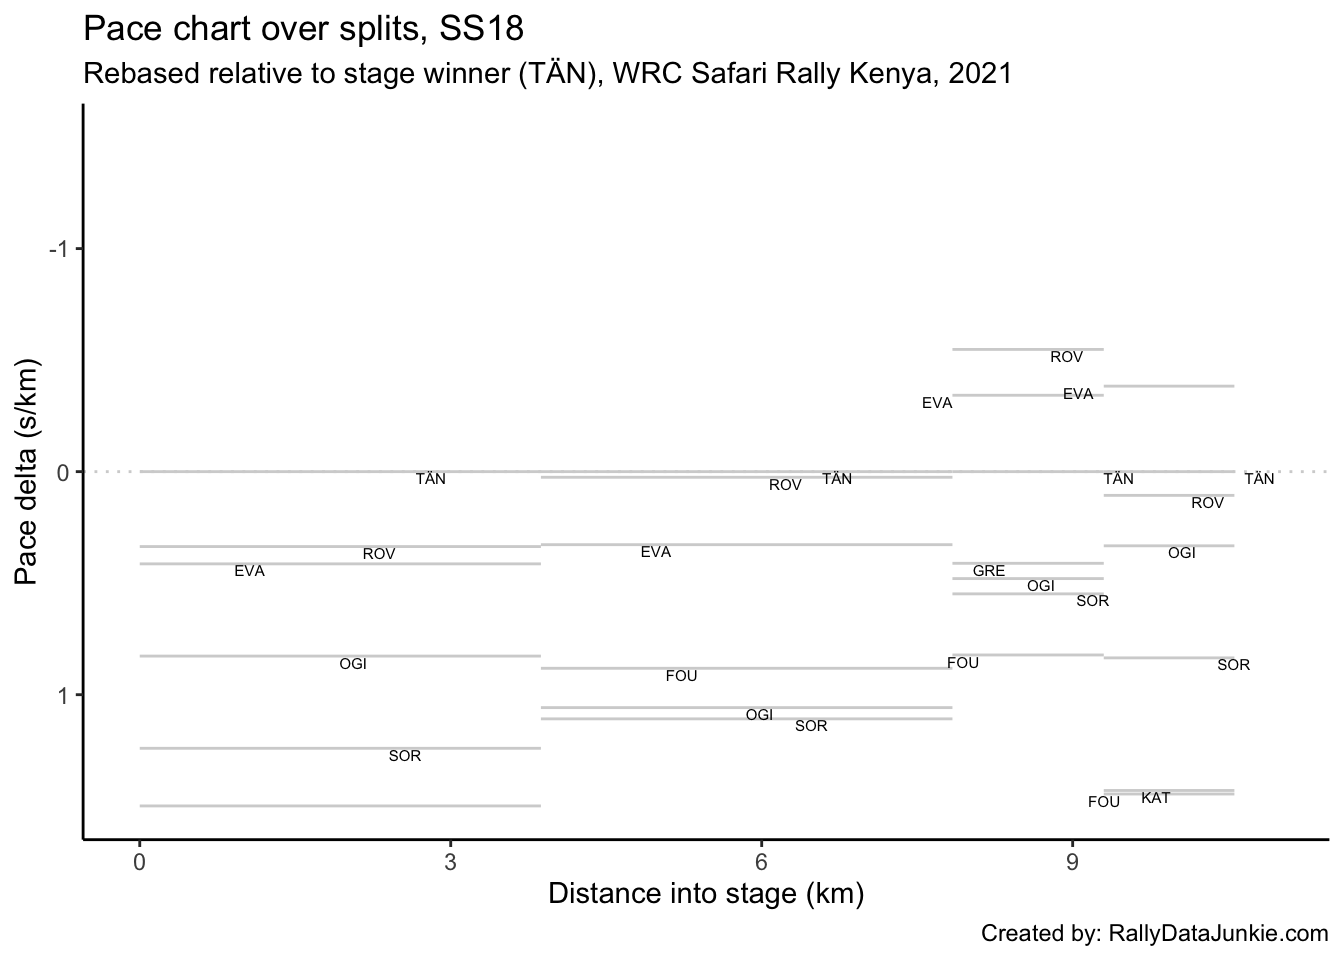 Pace chart over splits, SS18
Rebased relative to stage winner (TÄN), WRC Safari Rally Kenya, 2021
Pace delta (s/km)
-1
0
1
ROV
EVA
EVA
TÄN
TÄN
TÄN
TÄN
ROV
ROV
ROV
EVA
EVA
OGI
GRE
OGI
SOR
OGI
FOU
FOU
SOR
OGI
SOR
SOR
FOU
KAT
0
3
6
9
Distance into stage (km)
Created by: RallyDataJunkie.com